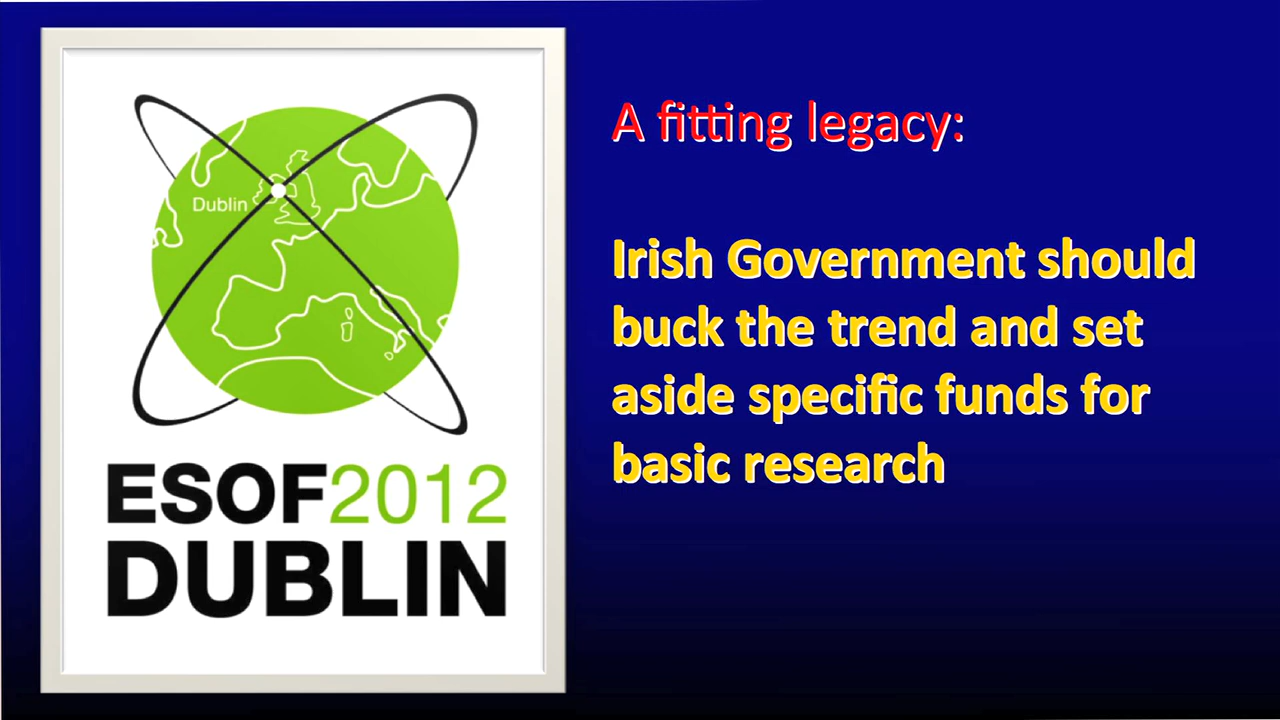 Dublin
ESOF2012
DUBLIN
A fitting legacy:
Irish Government should
buck the trend and set
aside specific funds for
basic research